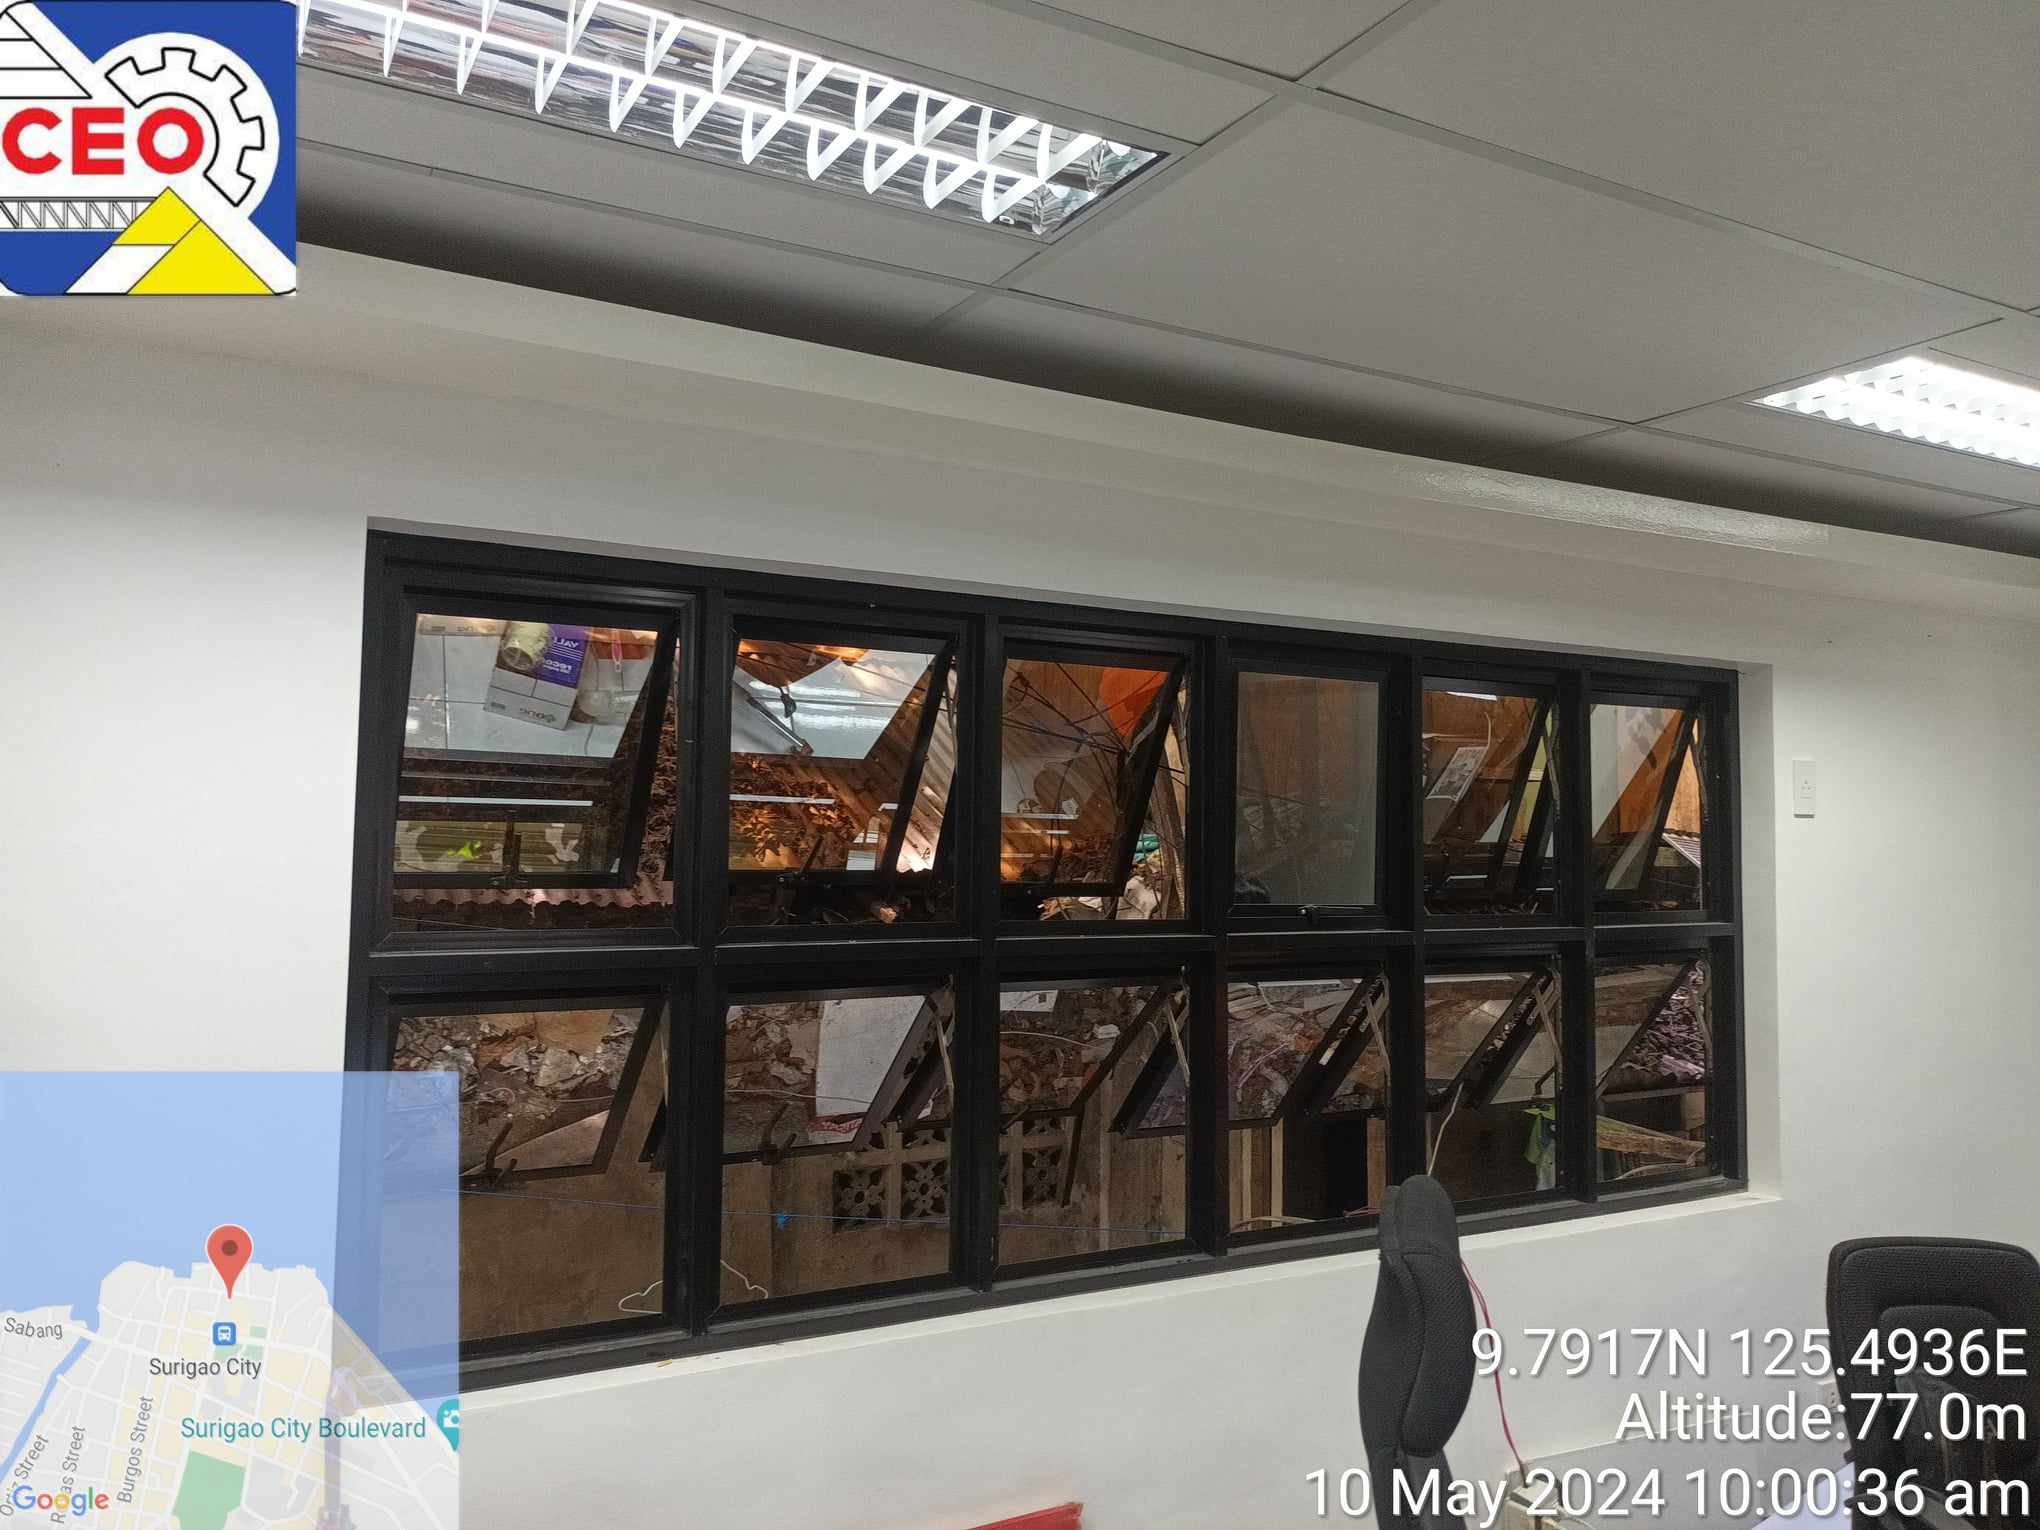 CEO
Sabang
Surigao City
Surigao City Boulevard
Burgos Street
Google
9.7917N 125.4936E
Altitude:77.0m
10 May 2024 10:00:36 am